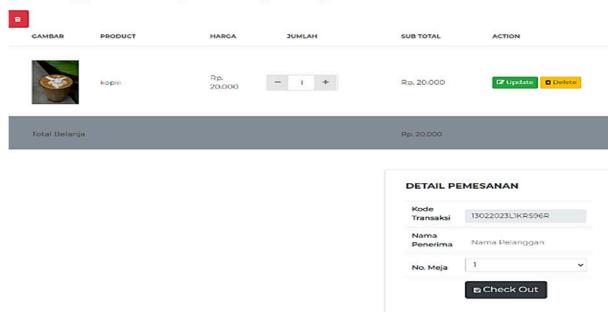 GAMBAR PRODUCT HARGA JUMLAH SUB TOTAL ACTION
kopisi Rp. 20.000 − 1 + Rp. 20.000 Update Delete
Total Belanja Rp. 20.000
DETAIL PEMESANAN
Kode Transaksi 13022023L1KRS96R
Nama Penerima Nama Pelanggan
No. Meja 1
Check Out